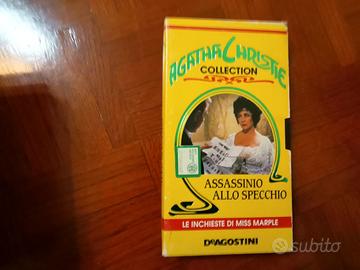 AGATHA CHRISTIE
COLLECTION
ASSASSINIO
ALLO SPECCHIO
LE INCHIESTE DI MISS MARPLE
DEAGOSTINI
subito